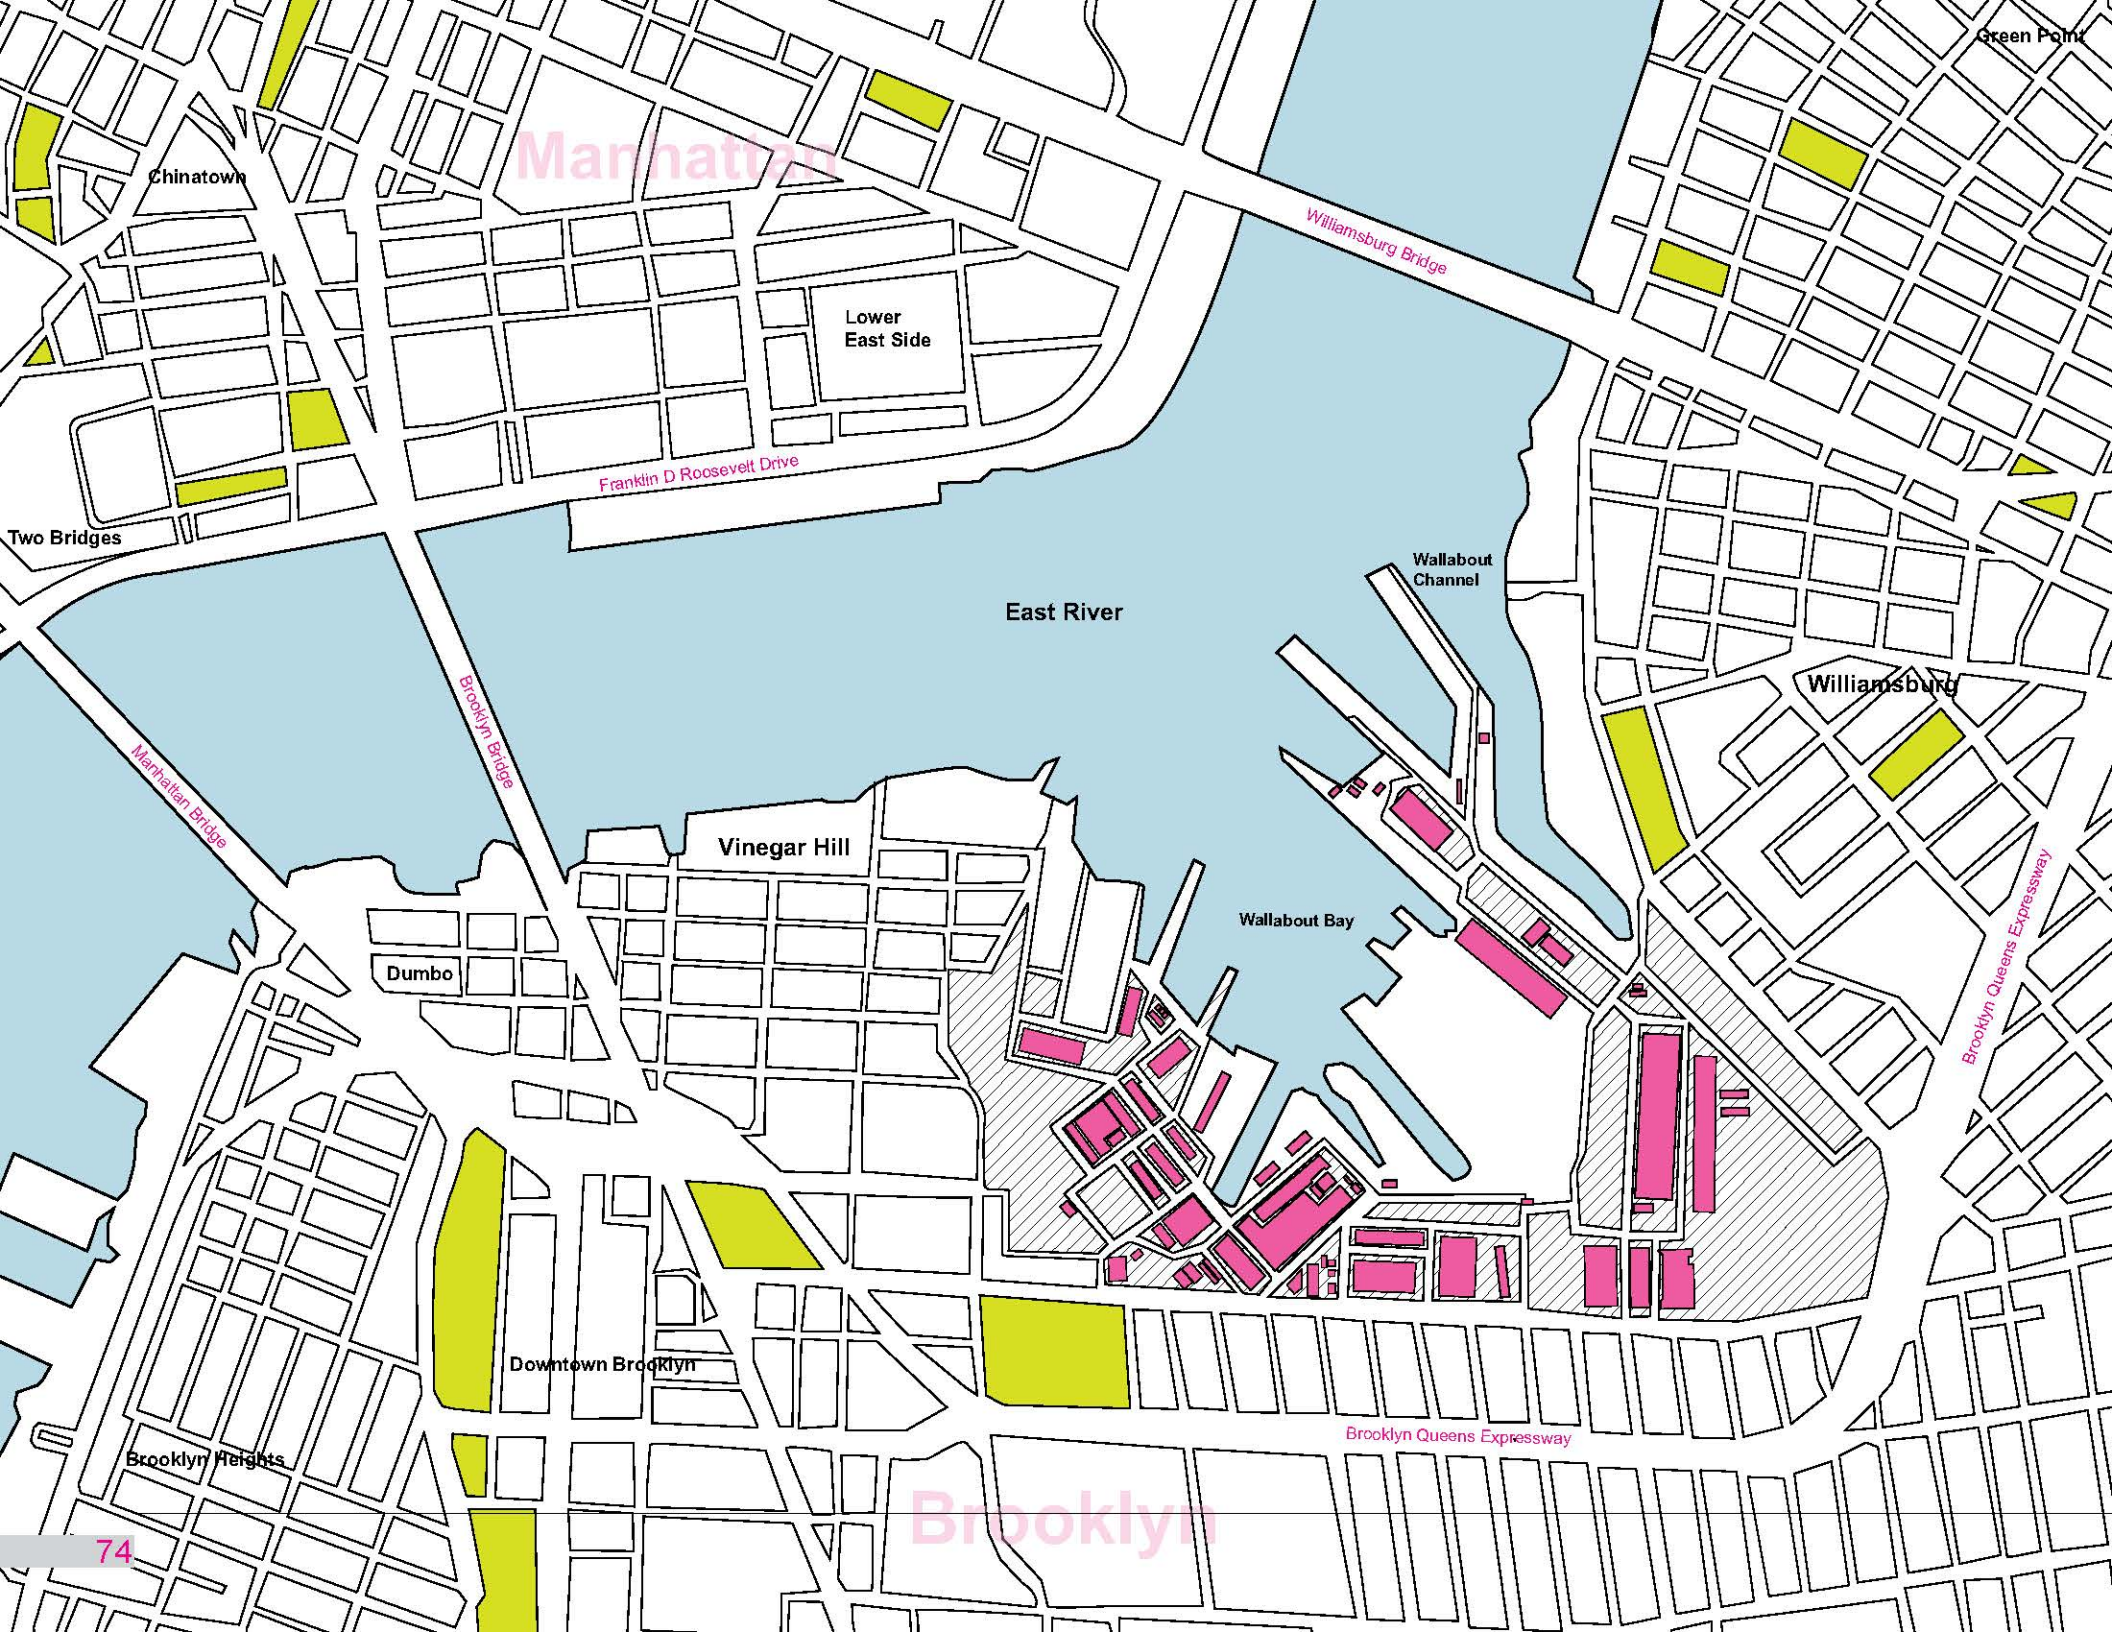 Green Point
Manhattan
Chinatown
Williamsburg Bridge
Lower
East Side
Franklin D Roosevelt Drive
Two Bridges
Wallabout
Channel
East River
Williamsburg
Brooklyn Bridge
Manhattan Bridge
Vinegar Hill
Wallabout Bay
Brooklyn Queens Expressway
Dumbo
Downtown Brooklyn
Brooklyn Queens Expressway
Brooklyn Heights
Brooklyn
74